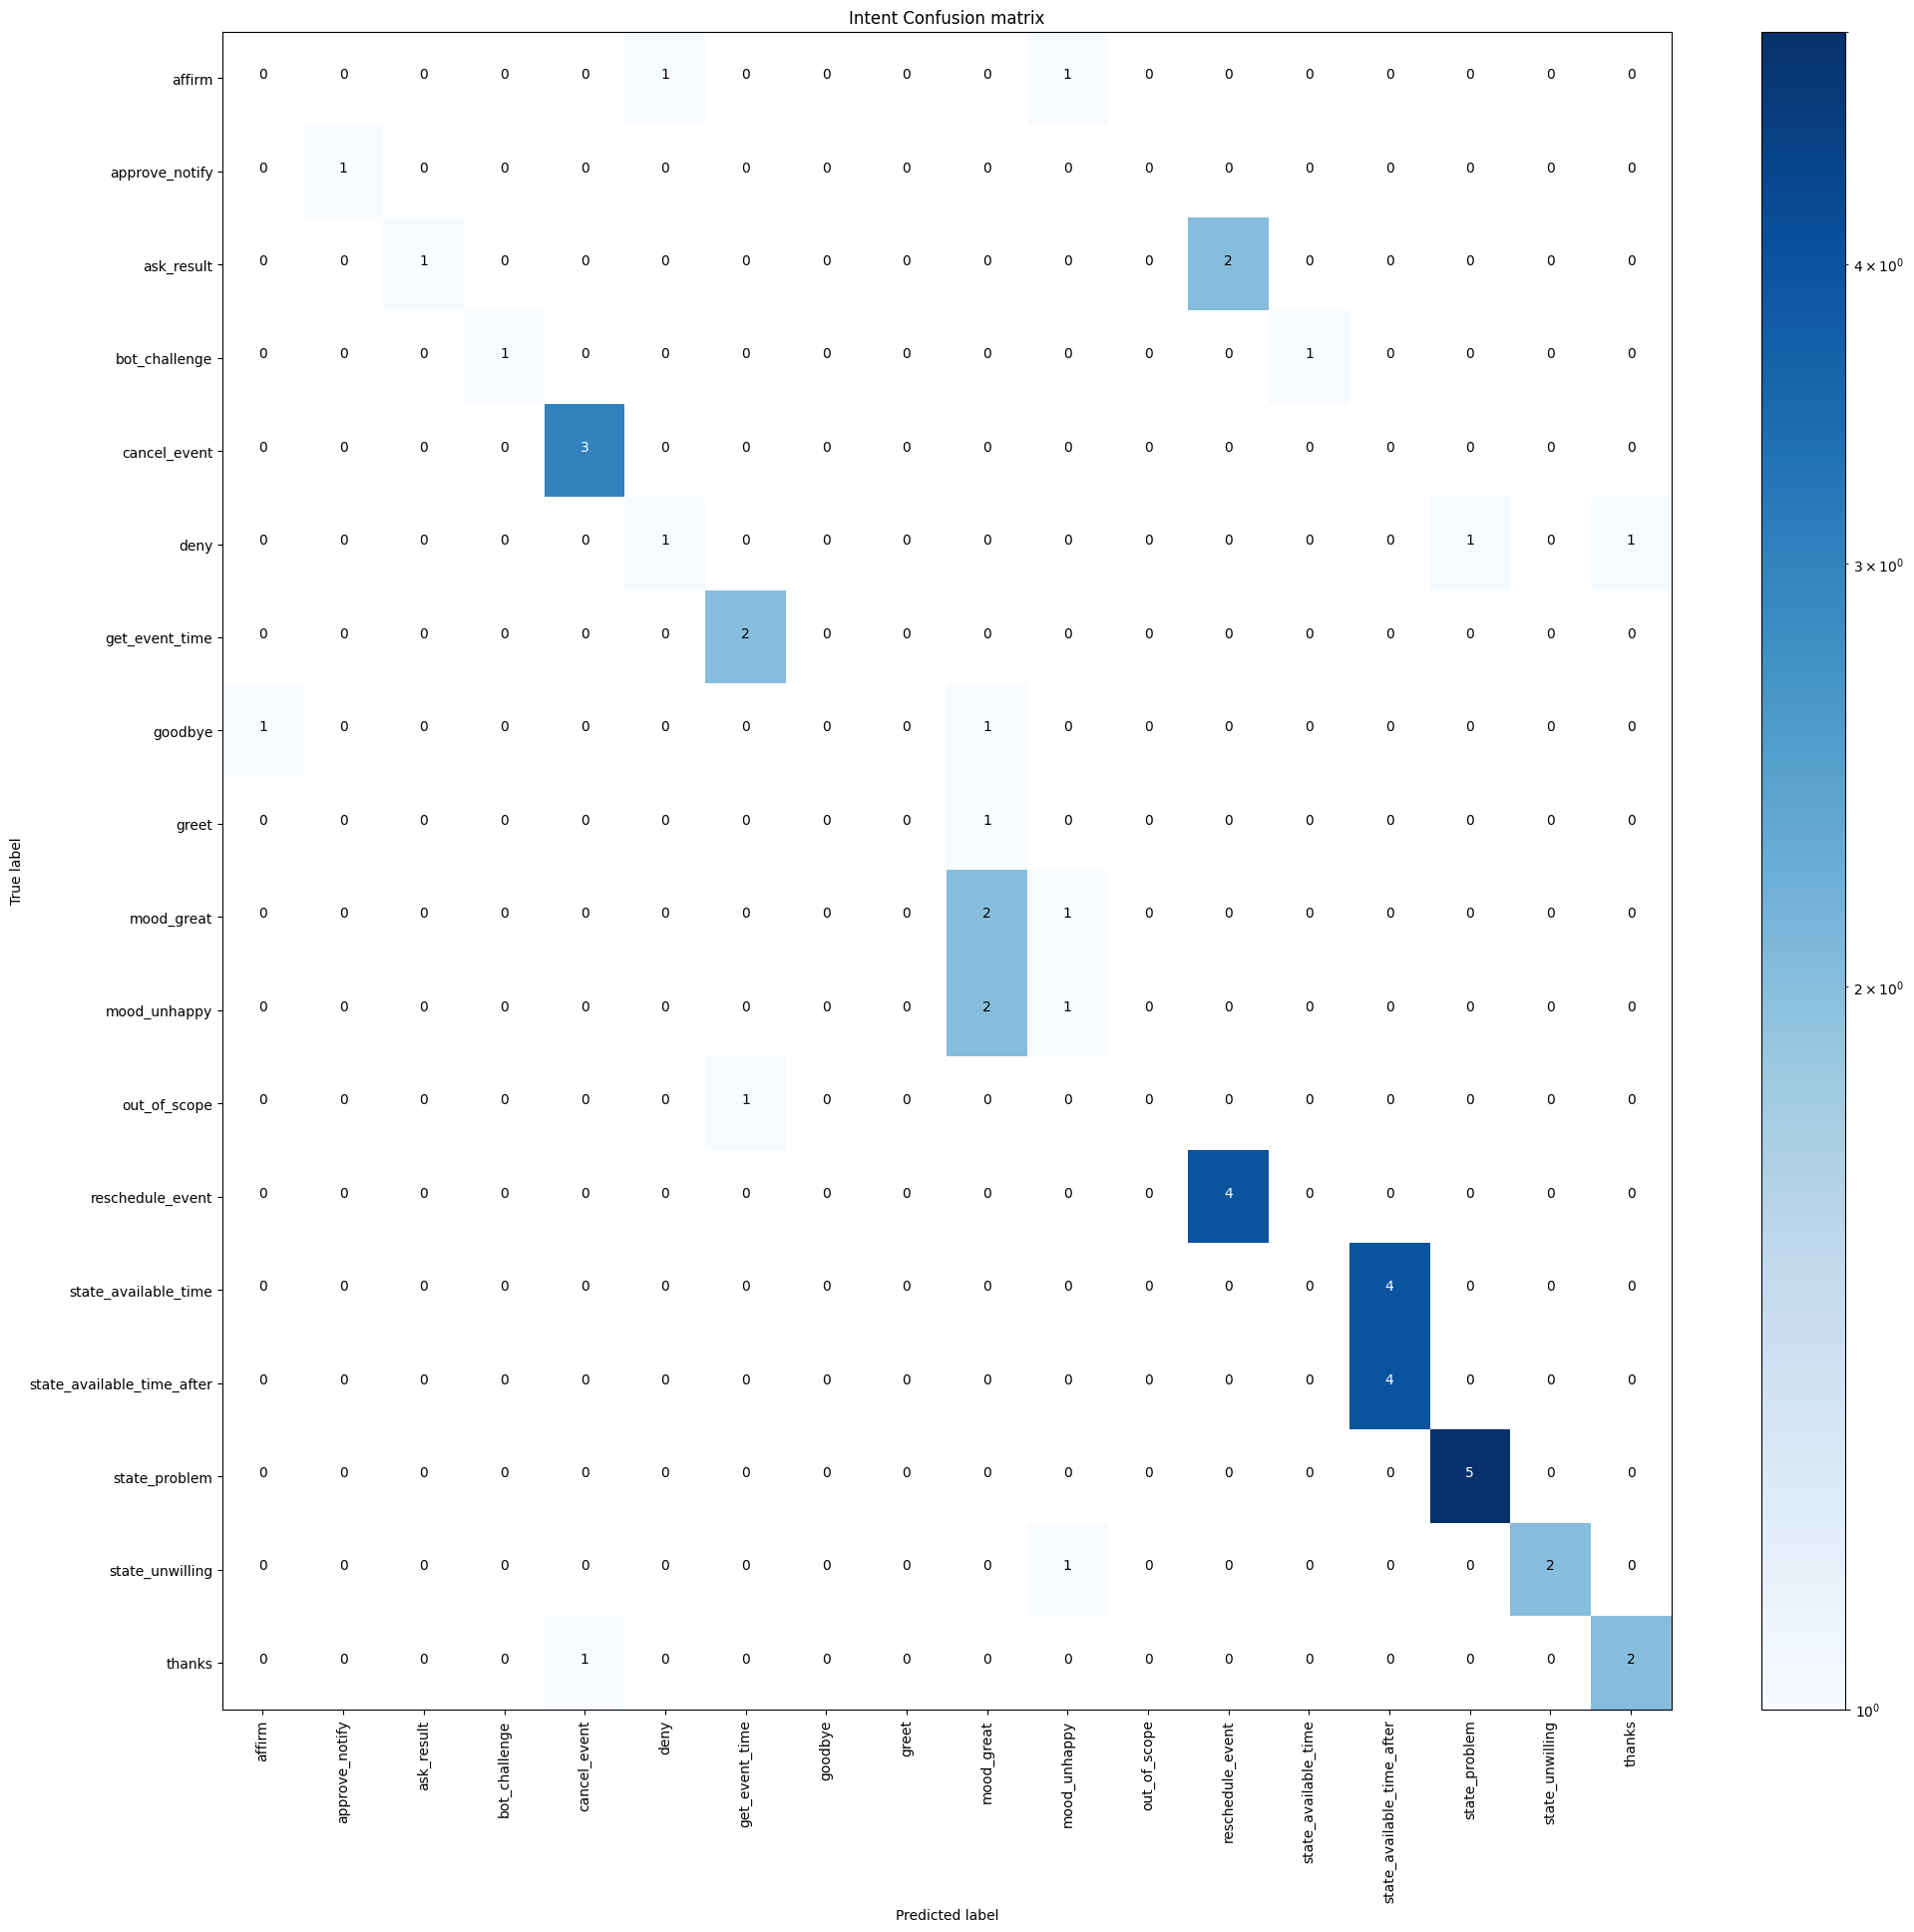 Intent Confusion matrix
True label
affirm 0 0 0 0 0 1 0 0 0 0 1 0 0 0 0 0 0 0
approve_notify 0 1 0 0 0 0 0 0 0 0 0 0 0 0 0 0 0 0
ask_result 0 0 1 0 0 0 0 0 0 0 0 0 2 0 0 0 0 0
bot_challenge 0 0 0 1 0 0 0 0 0 0 0 0 0 1 0 0 0 0
cancel_event 0 0 0 0 3 0 0 0 0 0 0 0 0 0 0 0 0 0
deny 0 0 0 0 0 1 0 0 0 0 0 0 0 0 0 1 0 1
get_event_time 0 0 0 0 0 0 2 0 0 0 0 0 0 0 0 0 0 0
goodbye 1 0 0 0 0 0 0 0 0 1 0 0 0 0 0 0 0 0
greet 0 0 0 0 0 0 0 0 0 1 0 0 0 0 0 0 0 0
mood_great 0 0 0 0 0 0 0 0 0 2 1 0 0 0 0 0 0 0
mood_unhappy 0 0 0 0 0 0 0 0 0 2 1 0 0 0 0 0 0 0
out_of_scope 0 0 0 0 0 0 1 0 0 0 0 0 0 0 0 0 0 0
reschedule_event 0 0 0 0 0 0 0 0 0 0 0 0 4 0 0 0 0 0
state_available_time 0 0 0 0 0 0 0 0 0 0 0 0 0 0 4 0 0 0
state_available_time_after 0 0 0 0 0 0 0 0 0 0 0 0 0 0 4 0 0 0
state_problem 0 0 0 0 0 0 0 0 0 0 0 0 0 0 0 5 0 0
state_unwilling 0 0 0 0 0 0 0 0 0 0 1 0 0 0 0 0 2 0
thanks 0 0 0 0 1 0 0 0 0 0 0 0 0 0 0 0 0 2
affirm
approve_notify
ask_result
bot_challenge
cancel_event
deny
get_event_time
goodbye
greet
mood_great
mood_unhappy
out_of_scope
reschedule_event
state_available_time
state_available_time_after
state_problem
state_unwilling
thanks
Predicted label
4 × 10⁰
3 × 10⁰
2 × 10⁰
10⁰